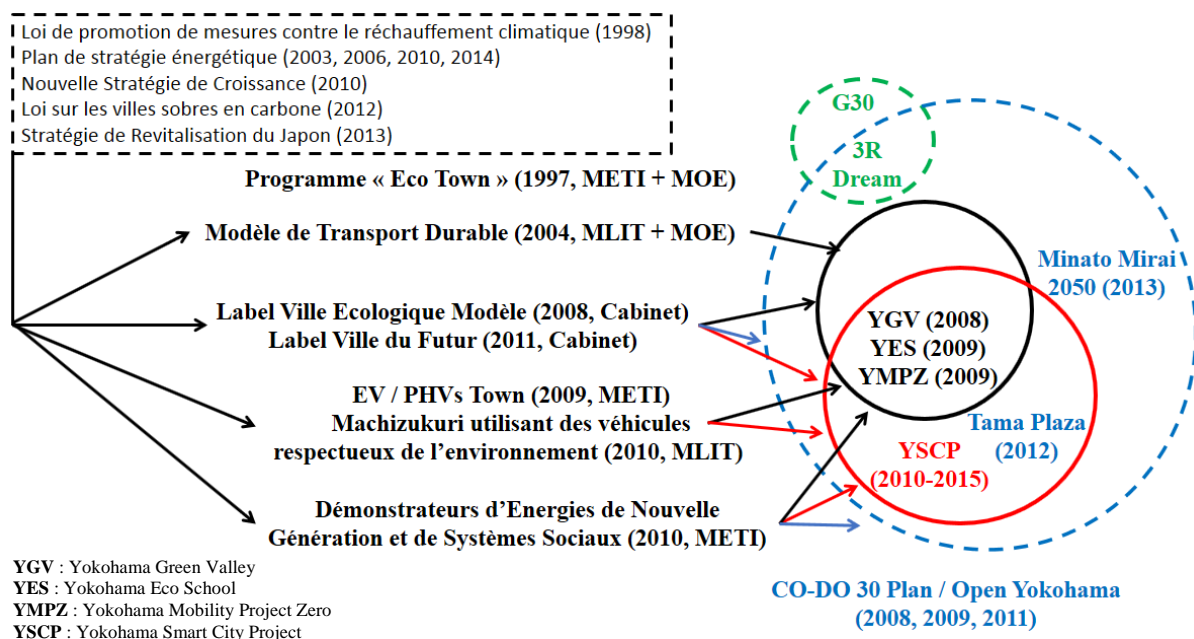 Loi de promotion de mesures contre le réchauffement climatique (1998)
Plan de stratégie énergétique (2003, 2006, 2010, 2014)
Nouvelle Stratégie de Croissance (2010)
Loi sur les villes sobres en carbone (2012)
Stratégie de Revitalisation du Japon (2013)
Programme « Eco Town » (1997, METI + MOE)
Modèle de Transport Durable (2004, MLIT + MOE)
Label Ville Ecologique Modèle (2008, Cabinet)
Label Ville du Futur (2011, Cabinet)
EV / PHVs Town (2009, METI)
Machizukuri utilisant des véhicules
respectueux de l’environnement (2010, MLIT)
Démonstrateurs d’Energies de Nouvelle
Génération et de Systèmes Sociaux (2010, METI)
G30
3R
Dream
Minato Mirai
2050 (2013)
YGV (2008)
YES (2009)
YMPZ (2009)
Tama Plaza
(2012)
YSCP
(2010-2015)
CO-DO 30 Plan / Open Yokohama
(2008, 2009, 2011)
YGV : Yokohama Green Valley
YES : Yokohama Eco School
YMPZ : Yokohama Mobility Project Zero
YSCP : Yokohama Smart City Project